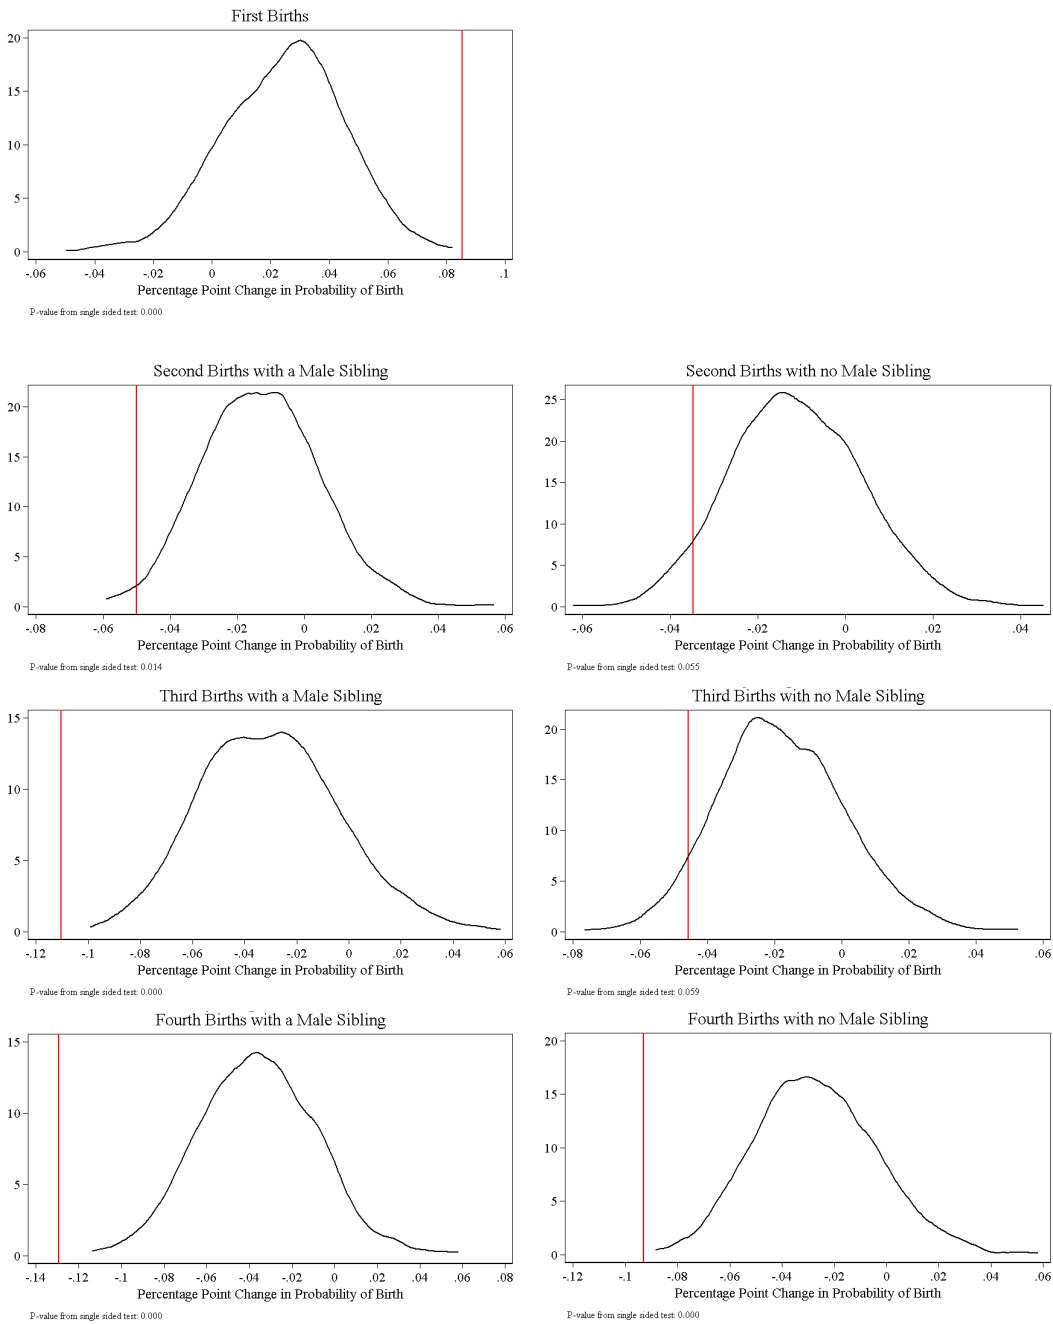 First Births
20
15
10
5
0
-.06 -.04 -.02 0 .02 .04 .06 .08 .1
Percentage Point Change in Probability of Birth
P-value from single sided test: 0.000
Second Births with a Male Sibling
20
15
10
5
0
-.08 -.06 -.04 -.02 0 .02 .04 .06
Percentage Point Change in Probability of Birth
P-value from single sided test: 0.014
Second Births with no Male Sibling
25
20
15
10
5
0
-.06 -.04 -.02 0 .02 .04
Percentage Point Change in Probability of Birth
P-value from single sided test: 0.055
Third Births with a Male Sibling
15
10
5
0
-.12 -.1 -.08 -.06 -.04 -.02 0 .02 .04 .06
Percentage Point Change in Probability of Birth
P-value from single sided test: 0.000
Third Births with no Male Sibling
20
15
10
5
0
-.08 -.06 -.04 -.02 0 .02 .04 .06
Percentage Point Change in Probability of Birth
P-value from single sided test: 0.059
Fourth Births with a Male Sibling
15
10
5
0
-.14 -.12 -.1 -.08 -.06 -.04 -.02 0 .02 .04 .06 .08
Percentage Point Change in Probability of Birth
P-value from single sided test: 0.000
Fourth Births with no Male Sibling
20
15
10
5
0
-.12 -.1 -.08 -.06 -.04 -.02 0 .02 .04 .06
Percentage Point Change in Probability of Birth
P-value from single sided test: 0.000